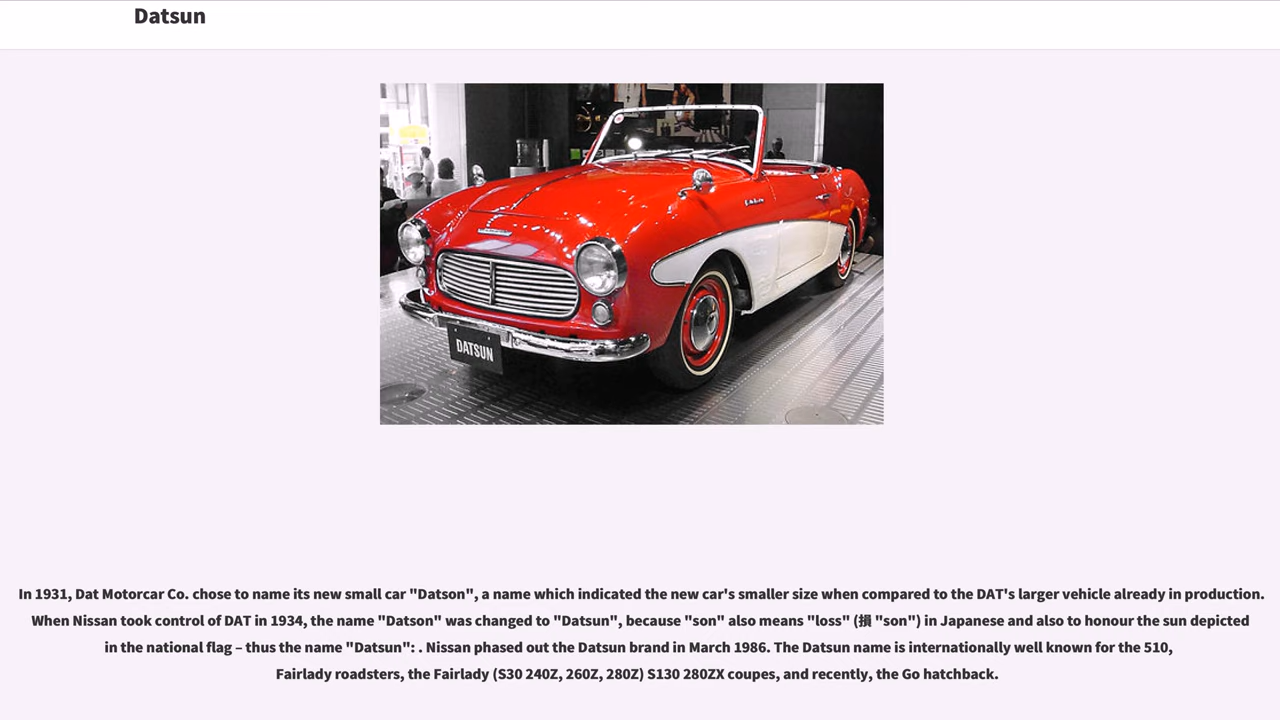 Datsun
DATSUN
In 1931, Dat Motorcar Co. chose to name its new small car "Datson", a name which indicated the new car's smaller size when compared to the DAT's larger vehicle already in production.
When Nissan took control of DAT in 1934, the name "Datson" was changed to "Datsun", because "son" also means "loss" (損 "son") in Japanese and also to honour the sun depicted
in the national flag – thus the name "Datsun": . Nissan phased out the Datsun brand in March 1986. The Datsun name is internationally well known for the 510,
Fairlady roadsters, the Fairlady (S30 240Z, 260Z, 280Z) S130 280ZX coupes, and recently, the Go hatchback.